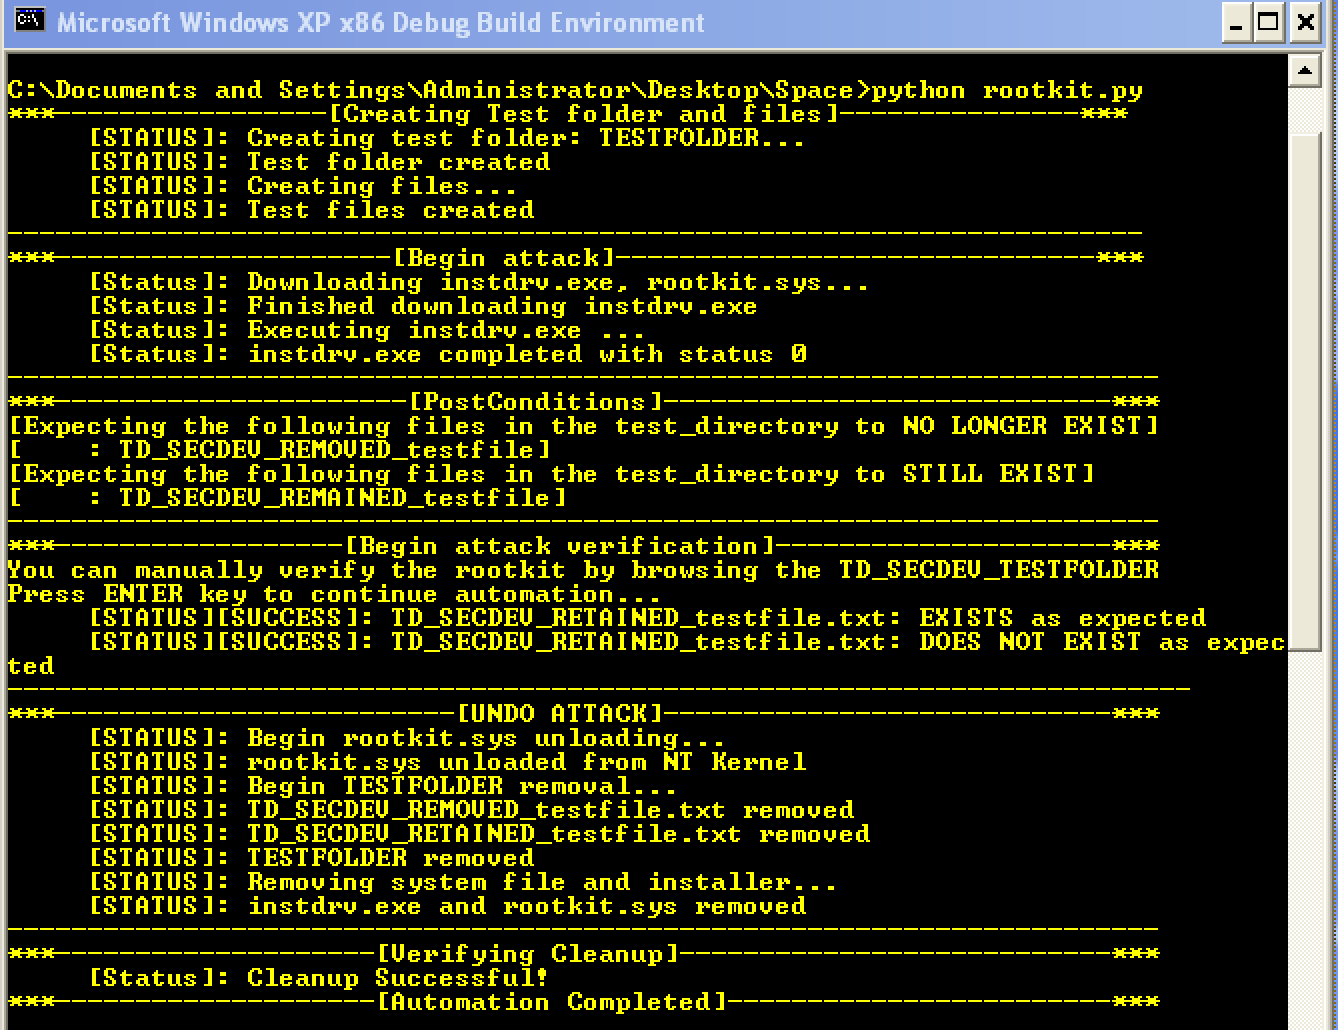 Microsoft Windows XP x86 Debug Build Environment
C:\Documents and Settings\Administrator\Desktop\Space>python rootkit.py
***-----------------[Creating Test folder and files]---------------***
[STATUS]: Creating test folder: TESTFOLDER...
[STATUS]: Test folder created
[STATUS]: Creating files...
[STATUS]: Test files created
-----------------------------------------------------------------------
***---------------------[Begin attack]------------------------------***
[Status]: Downloading instdrv.exe, rootkit.sys...
[Status]: Finished downloading instdrv.exe
[Status]: Executing instdrv.exe ...
[Status]: instdrv.exe completed with status 0
------------------------------------------------------------------------
***----------------------[PostConditions]----------------------------***
[Expecting the following files in the test_directory to NO LONGER EXIST]
[    : TD_SECDEV_REMOVED_testfile]
[Expecting the following files in the test_directory to STILL EXIST]
[    : TD_SECDEV_REMAINED_testfile]
------------------------------------------------------------------------
***------------------[Begin attack verification]---------------------***
You can manually verify the rootkit by browsing the TD_SECDEV_TESTFOLDER
Press ENTER key to continue automation...
[STATUS][SUCCESS]: TD_SECDEV_RETAINED_testfile.txt: EXISTS as expected
[STATUS][SUCCESS]: TD_SECDEV_RETAINED_testfile.txt: DOES NOT EXIST as expec
ted
--------------------------------------------------------------------------
***-------------------------[UNDO ATTACK]----------------------------***
[STATUS]: Begin rootkit.sys unloading...
[STATUS]: rootkit.sys unloaded from NT Kernel
[STATUS]: Begin TESTFOLDER removal...
[STATUS]: TD_SECDEV_REMOVED_testfile.txt removed
[STATUS]: TD_SECDEV_RETAINED_testfile.txt removed
[STATUS]: TESTFOLDER removed
[STATUS]: Removing system file and installer...
[STATUS]: instdrv.exe and rootkit.sys removed
------------------------------------------------------------------------
***--------------------[Verifying Cleanup]---------------------------***
[Status]: Cleanup Successful!
***--------------------[Automation Completed]------------------------***